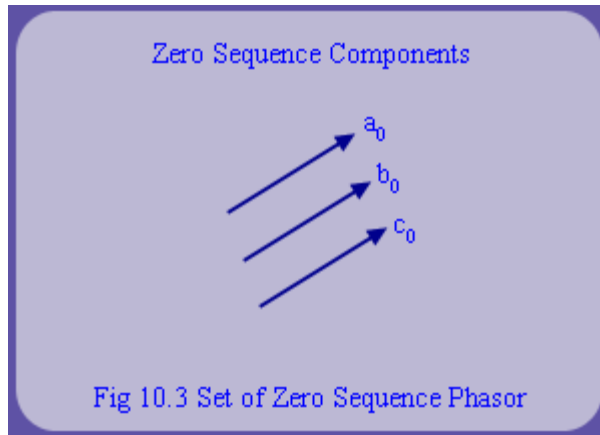 Zero Sequence Components
a0
b0
c0
Fig 10.3 Set of Zero Sequence Phasor